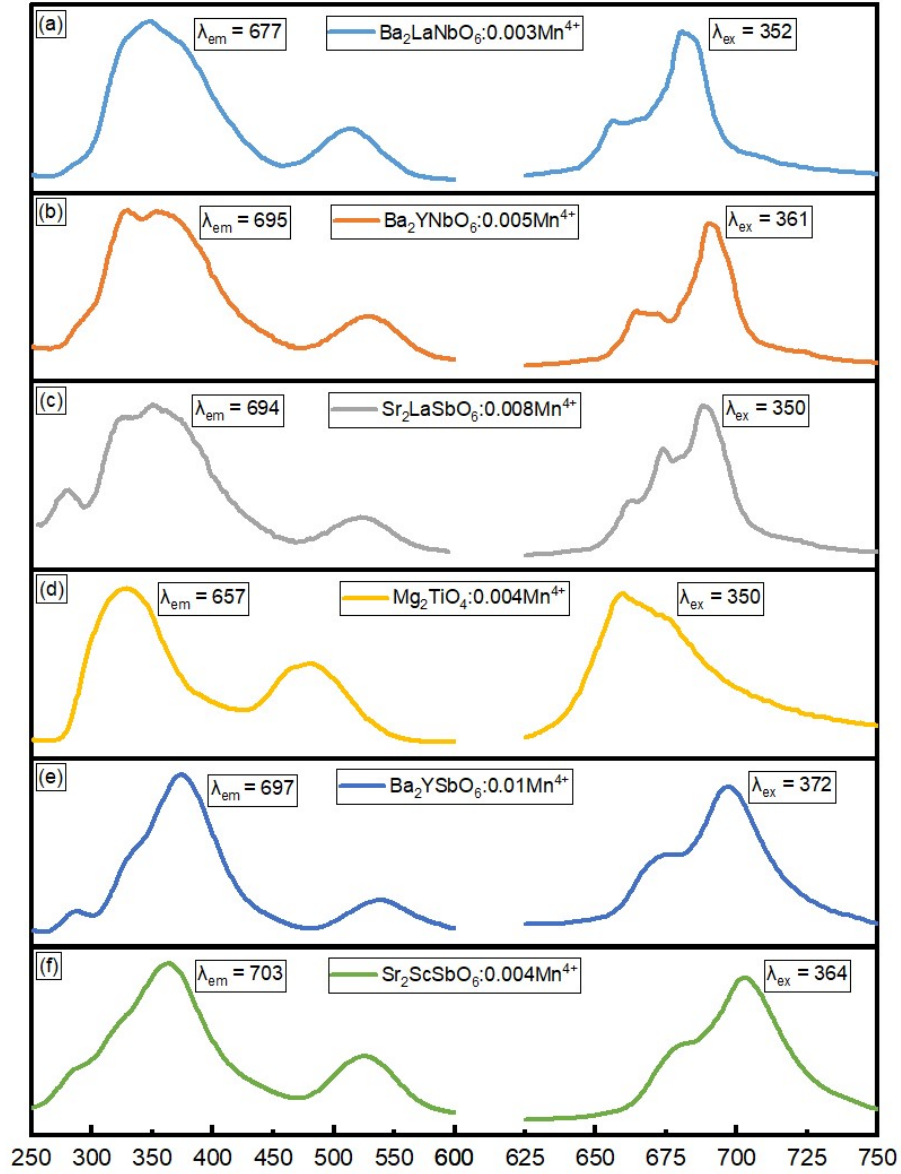 (a) λem = 677 Ba2LaNbO6:0.003Mn4+ λex = 352
(b) λem = 695 Ba2YNbO6:0.005Mn4+ λex = 361
(c) λem = 694 Sr2LaSbO6:0.008Mn4+ λex = 350
(d) λem = 657 Mg2TiO4:0.004Mn4+ λex = 350
(e) λem = 697 Ba2YSbO6:0.01Mn4+ λex = 372
(f) λem = 703 Sr2ScSbO6:0.004Mn4+ λex = 364
250 300 350 400 450 500 550 600 625 650 675 700 725 750